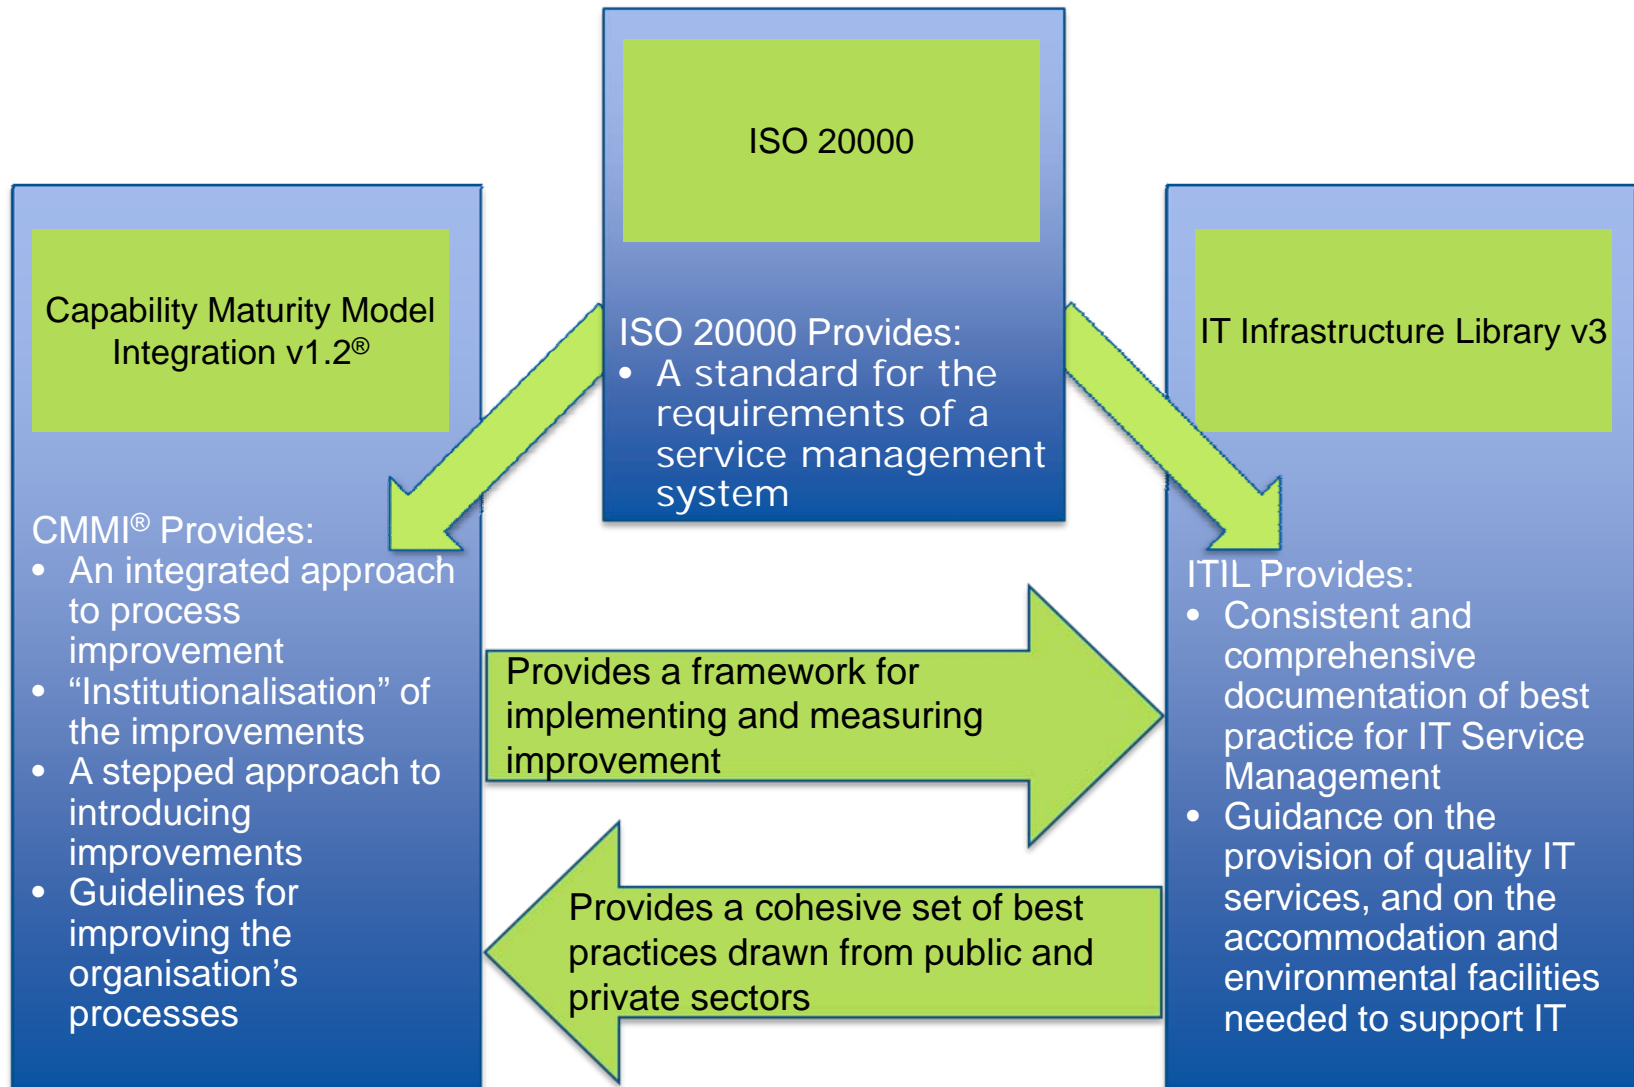 ISO 20000
ISO 20000 Provides:
• A standard for the
requirements of a
service management
system
Capability Maturity Model
Integration v1.2®
CMMI® Provides:
• An integrated approach
to process
improvement
• “Institutionalisation” of
the improvements
• A stepped approach to
introducing
improvements
• Guidelines for
improving the
organisation’s
processes
Provides a framework for
implementing and measuring
improvement
Provides a cohesive set of best
practices drawn from public and
private sectors
IT Infrastructure Library v3
ITIL Provides:
• Consistent and
comprehensive
documentation of best
practice for IT Service
Management
• Guidance on the
provision of quality IT
services, and on the
accommodation and
environmental facilities
needed to support IT